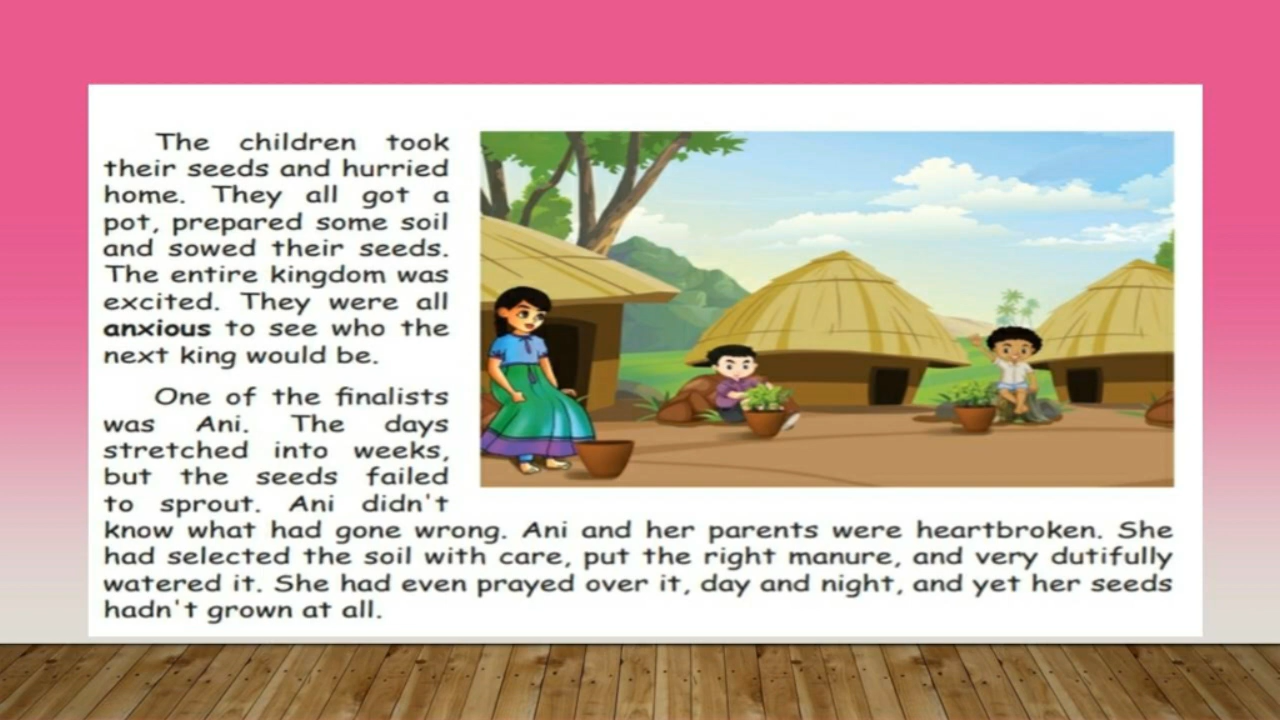 The children took
their seeds and hurried
home. They all got a
pot, prepared some soil
and sowed their seeds.
The entire kingdom was
excited. They were all
anxious to see who the
next king would be.
One of the finalists
was Ani. The days
stretched into weeks,
but the seeds failed
to sprout. Ani didn't
know what had gone wrong. Ani and her parents were heartbroken. She
had selected the soil with care, put the right manure, and very dutifully
watered it. She had even prayed over it, day and night, and yet her seeds
hadn't grown at all.